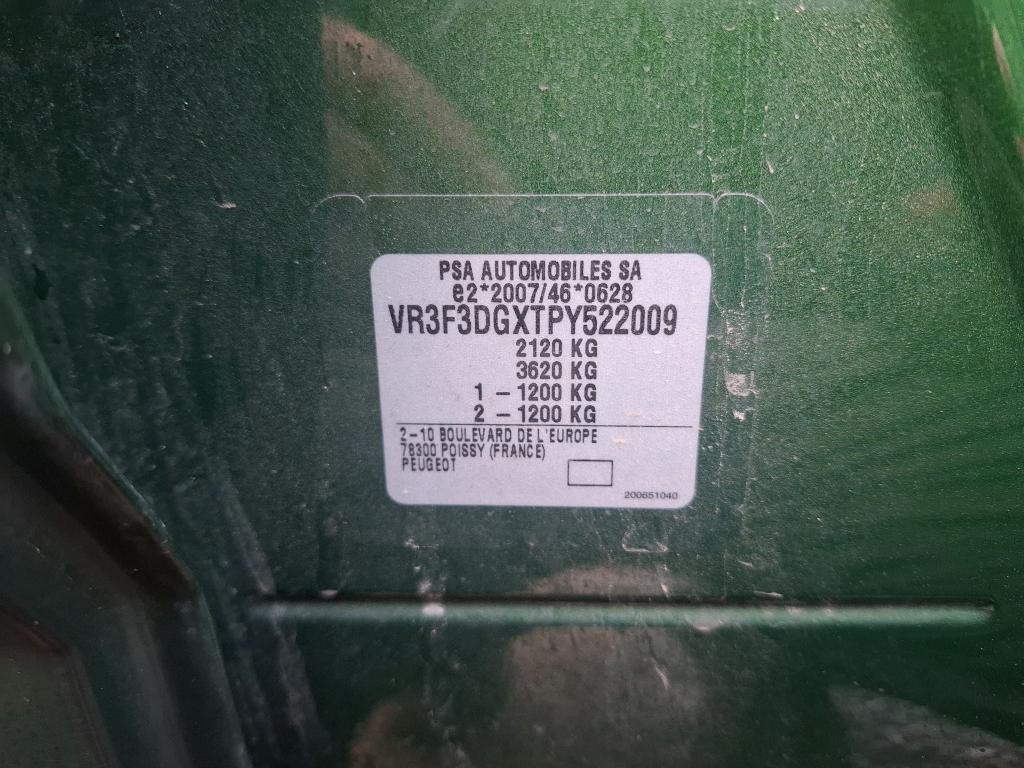 PSA AUTOMOBILES SA
e2*2007/46*0628
VR3F3DGXTPY522009
2120 KG
3620 KG
1 - 1200 KG
2 - 1200 KG
2-10 BOULEVARD DE L'EUROPE
78300 POISSY (FRANCE)
PEUGEOT
200651040